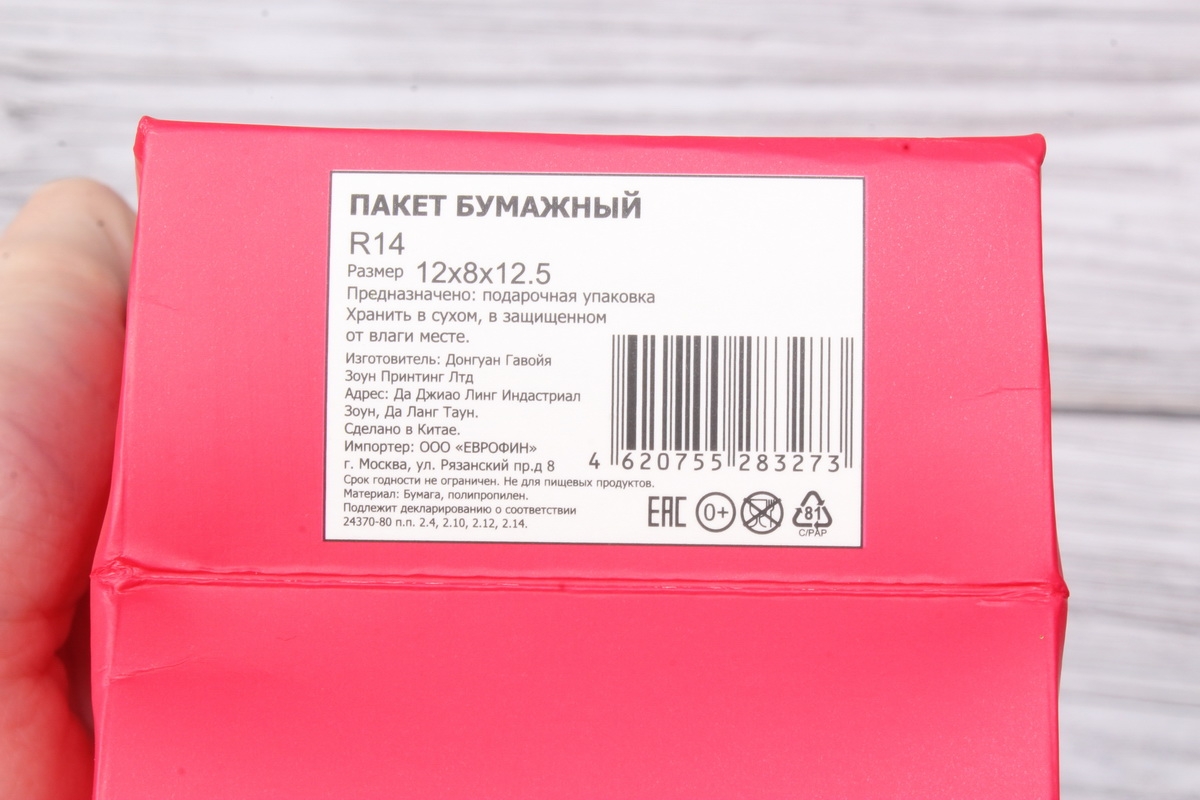 ПАКЕТ БУМАЖНЫЙ
R14
Размер 12x8x12.5
Предназначено: подарочная упаковка
Хранить в сухом, в защищенном
от влаги месте.
Изготовитель: Донгуан Гавойя
Зоун Принтинг Лтд
Адрес: Да Джиао Линг Индастриал
Зоун, Да Ланг Таун.
Сделано в Китае.
Импортер: ООО «ЕВРОФИН»
г. Москва, ул. Рязанский пр.д 8
4 620755 283273
Срок годности не ограничен. Не для пищевых продуктов.
Материал: Бумага, полипропилен.
Подлежит декларированию о соответствии
24370-80 п.п. 2.4, 2.10, 2.12, 2.14.
EAC 0+ 81
C/PAP